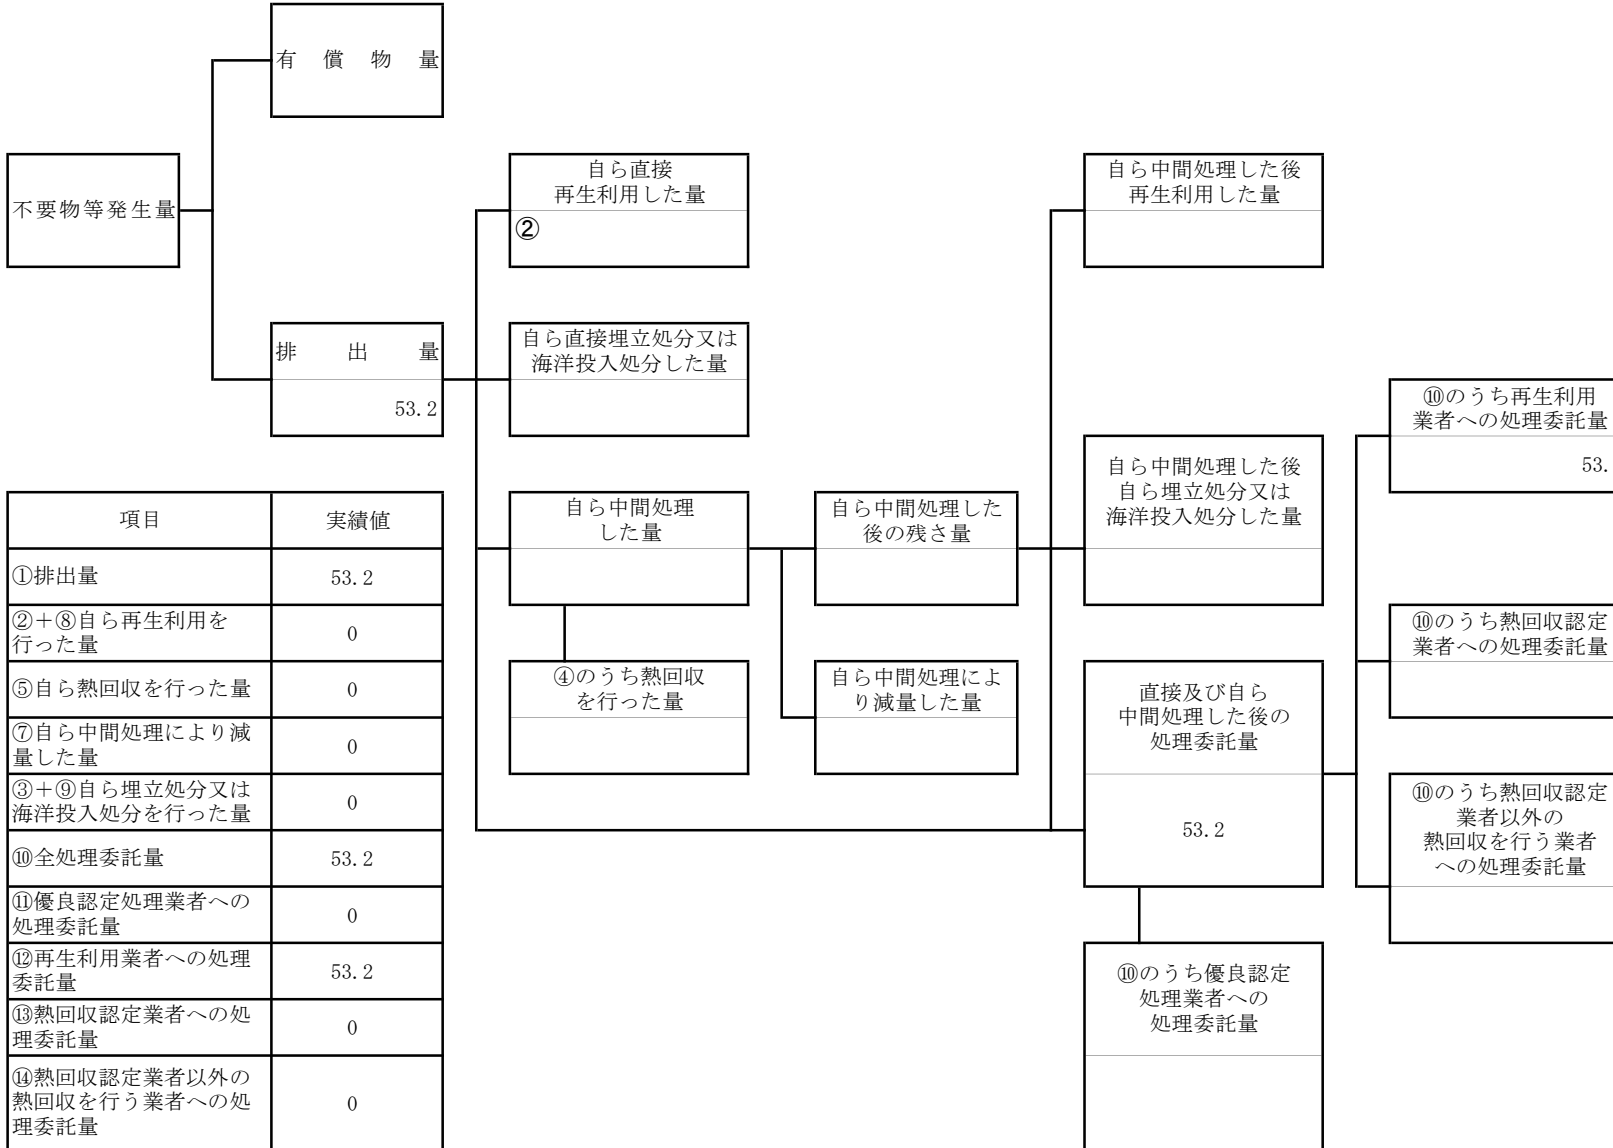 有償物量
不要物等発生量
自ら直接
再生利用した量
②
自ら中間処理した後
再生利用した量
排出量
53.2
自ら直接埋立処分又は
海洋投入処分した量
⑩のうち再生利用
業者への処理委託量
53.
自ら中間処理
した量
自ら中間処理した
後の残さ量
自ら中間処理した後
自ら埋立処分又は
海洋投入処分した量
④のうち熱回収
を行った量
自ら中間処理によ
り減量した量
直接及び自ら
中間処理した後の
処理委託量
53.2
⑩のうち熱回収認定
業者への処理委託量
⑩のうち熱回収認定
業者以外の
熱回収を行う業者
への処理委託量
⑩のうち優良認定
処理業者への
処理委託量
項目 実績値
①排出量 53.2
②+⑧自ら再生利用を
行った量 0
⑤自ら熱回収を行った量 0
⑦自ら中間処理により減
量した量 0
③+⑨自ら埋立処分又は
海洋投入処分を行った量 0
⑩全処理委託量 53.2
⑪優良認定処理業者への
処理委託量 0
⑫再生利用業者への処理
委託量 53.2
⑬熱回収認定業者への処
理委託量 0
⑭熱回収認定業者以外の
熱回収を行う業者への処
理委託量 0